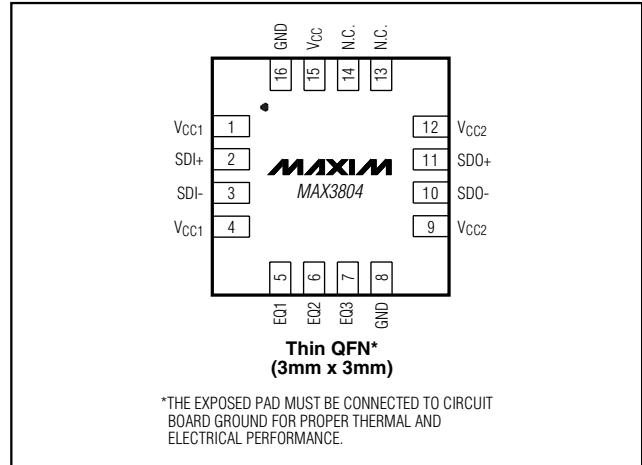 GND
VCC
N.C.
N.C.
16
15
14
13
VCC1 1
12 VCC2
SDI+ 2
11 SDO+
SDI- 3
10 SDO-
VCC1 4
9 VCC2
MAXIM
MAX3804
5
6
7
8
EQ1
EQ2
EQ3
GND
Thin QFN*
(3mm x 3mm)
*THE EXPOSED PAD MUST BE CONNECTED TO CIRCUIT
BOARD GROUND FOR PROPER THERMAL AND
ELECTRICAL PERFORMANCE.